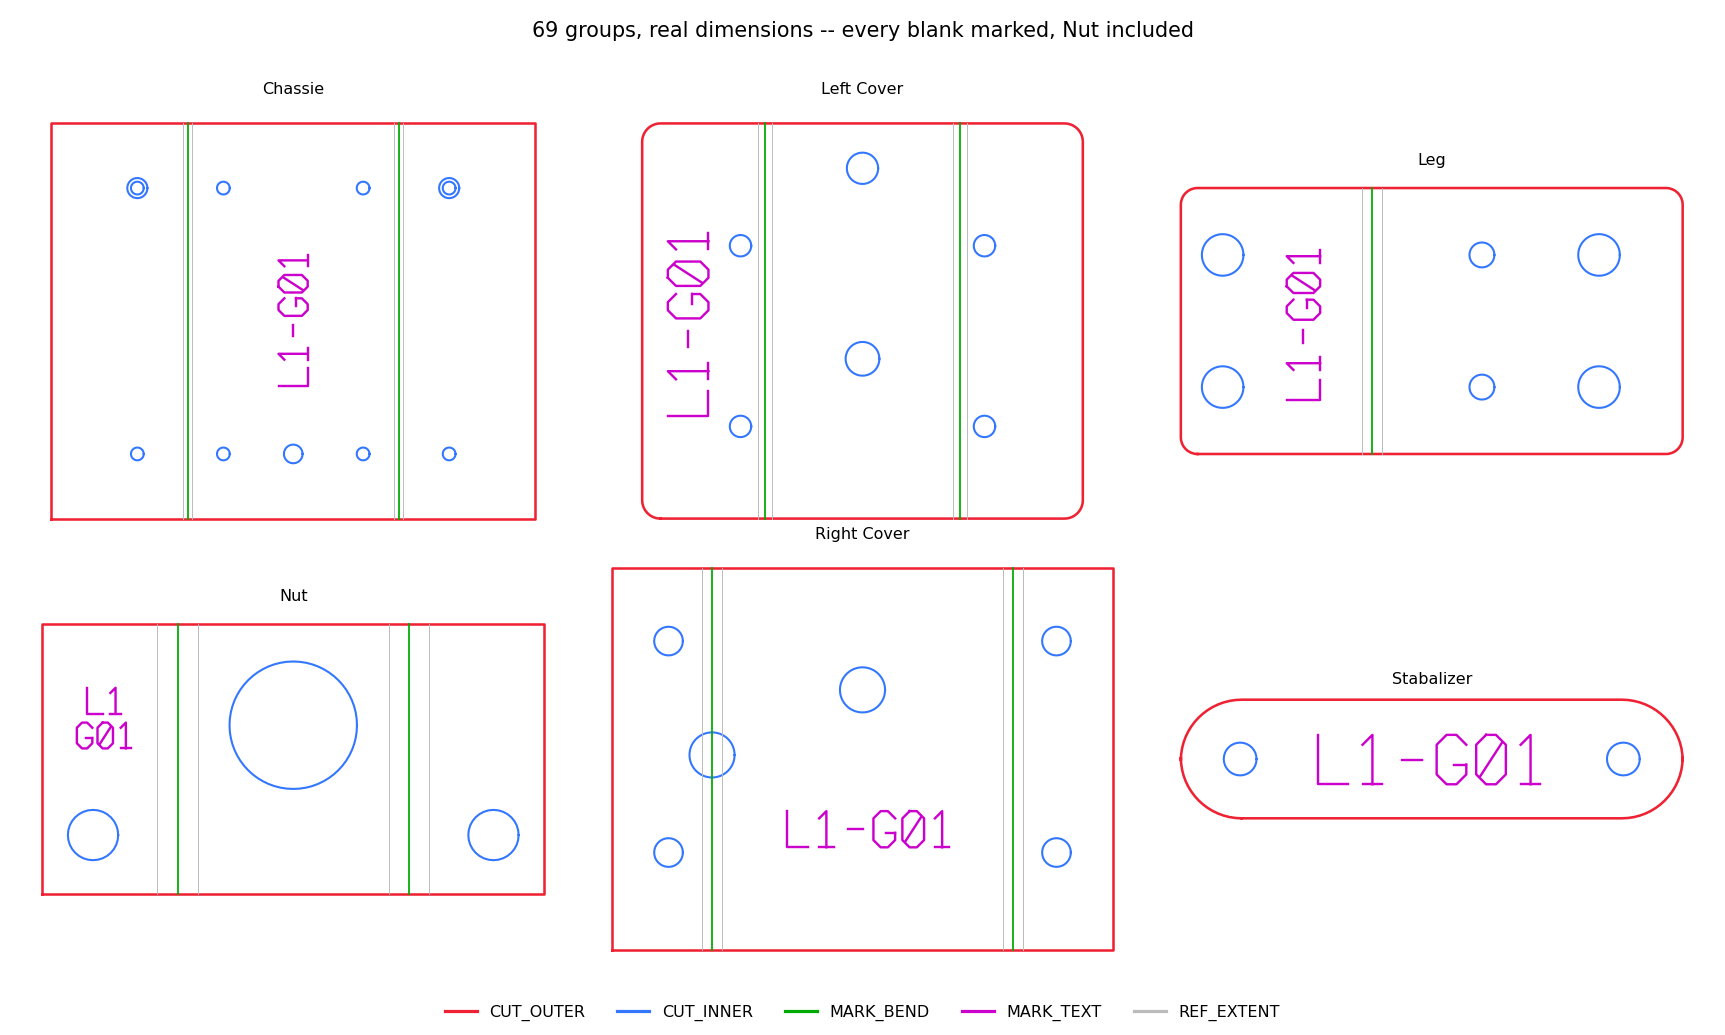 69 groups, real dimensions -- every blank marked, Nut included
Chassie
L1-G01
Left Cover
L1-G01
Leg
L1-G01
Nut
L1
G01
Right Cover
L1-G01
Stabalizer
L1-G01
CUT_OUTER
CUT_INNER
MARK_BEND
MARK_TEXT
REF_EXTENT